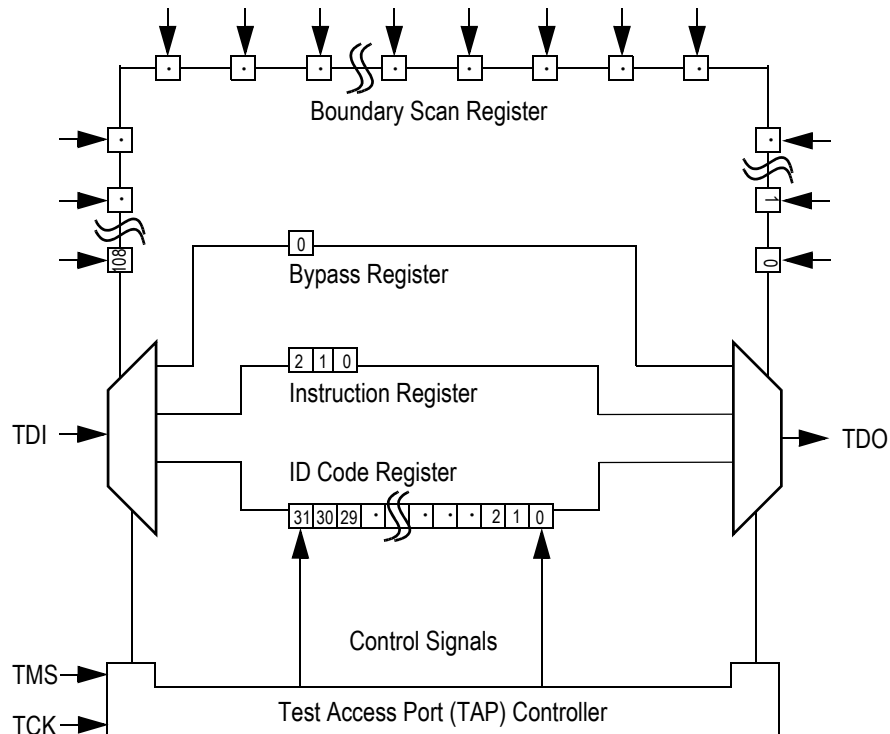 · · · · · · · ·
Boundary Scan Register
· ·
· 1
108 0
0
Bypass Register
2 1 0
Instruction Register
TDI TDO
ID Code Register
31 30 29 · · · · 2 1 0
Control Signals
TMS
Test Access Port (TAP) Controller
TCK